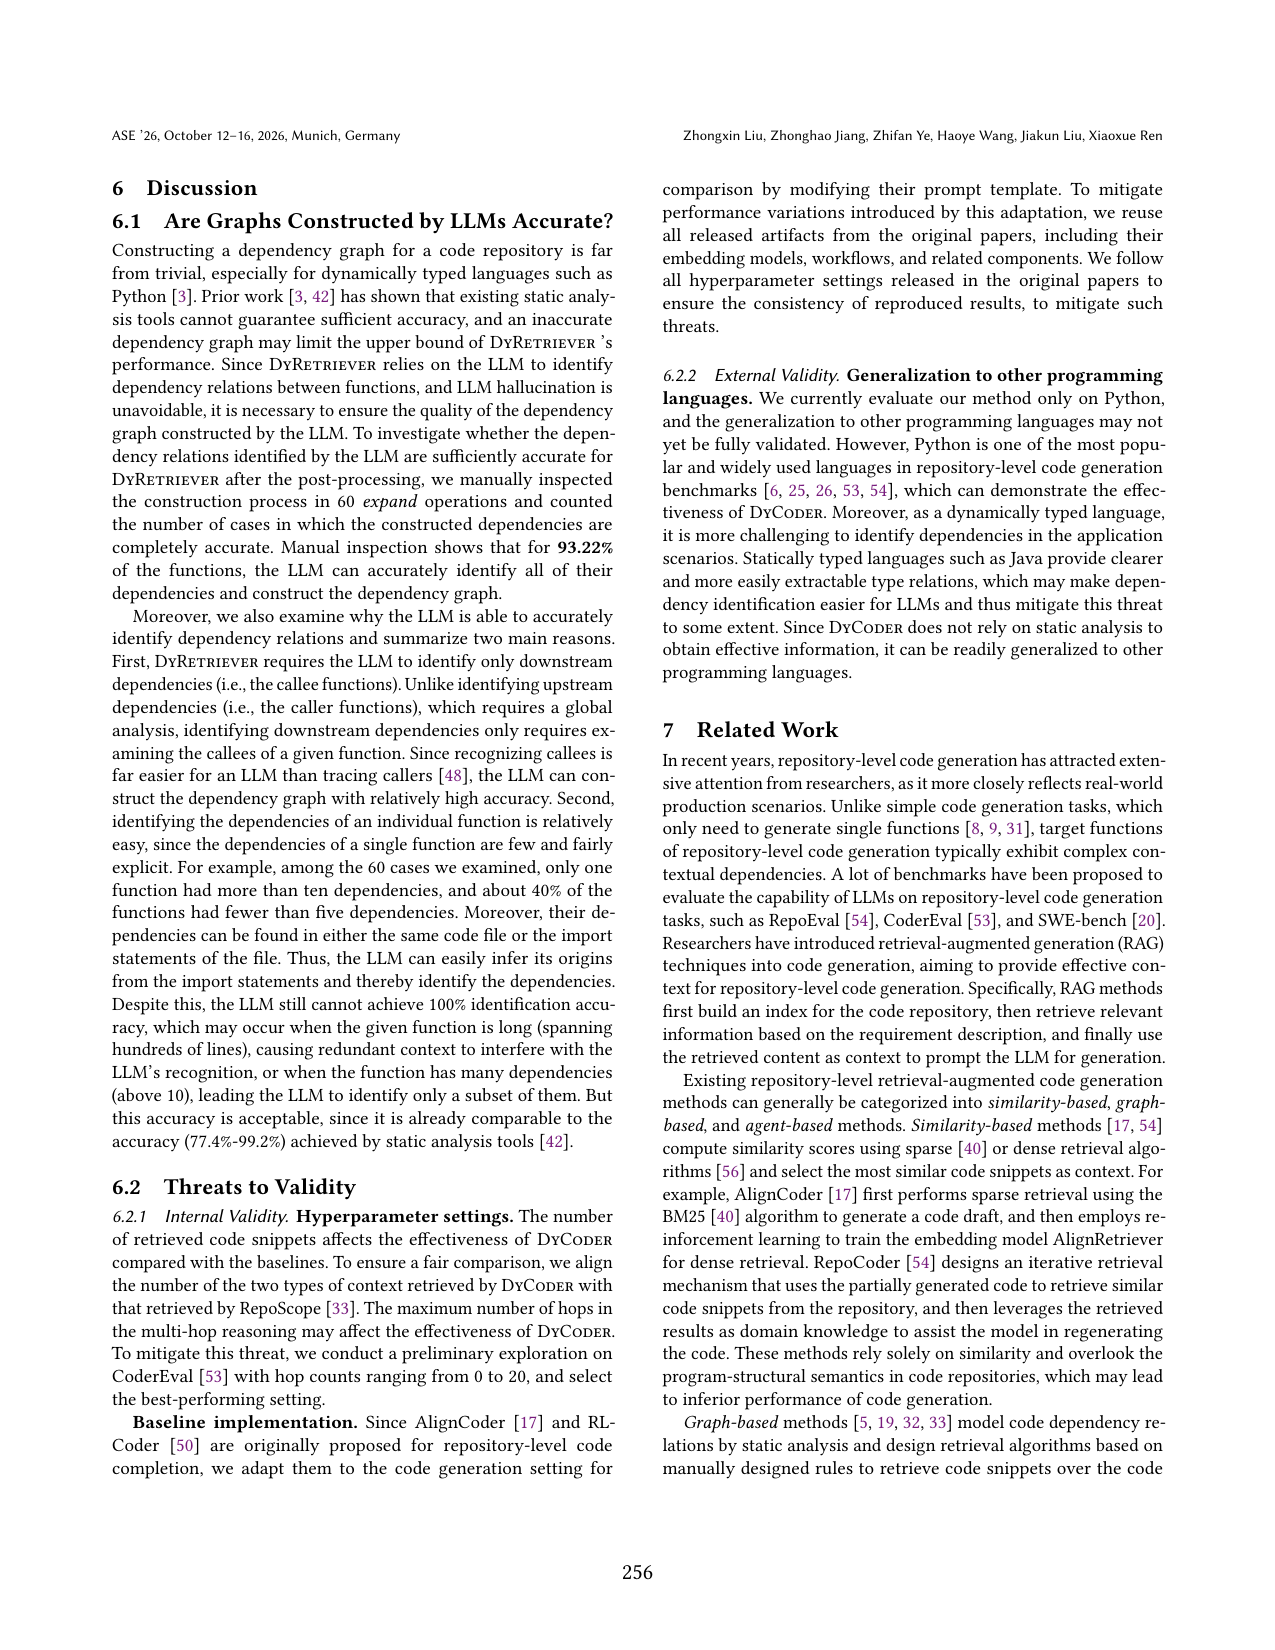 ASE ’26, October 12–16, 2026, Munich, Germany
Zhongxin Liu, Zhonghao Jiang, Zhifan Ye, Haoye Wang, Jiakun Liu, Xiaoxue Ren
6 Discussion
6.1 Are Graphs Constructed by LLMs Accurate?
Constructing a dependency graph for a code repository is far
from trivial, especially for dynamically typed languages such as
Python [3]. Prior work [3, 42] has shown that existing static analy-
sis tools cannot guarantee sufficient accuracy, and an inaccurate
dependency graph may limit the upper bound of DyRetriever ’s
performance. Since DyRetriever relies on the LLM to identify
dependency relations between functions, and LLM hallucination is
unavoidable, it is necessary to ensure the quality of the dependency
graph constructed by the LLM. To investigate whether the depen-
dency relations identified by the LLM are sufficiently accurate for
DyRetriever after the post-processing, we manually inspected
the construction process in 60 expand operations and counted
the number of cases in which the constructed dependencies are
completely accurate. Manual inspection shows that for 93.22%
of the functions, the LLM can accurately identify all of their
dependencies and construct the dependency graph.
Moreover, we also examine why the LLM is able to accurately
identify dependency relations and summarize two main reasons.
First, DyRetriever requires the LLM to identify only downstream
dependencies (i.e., the callee functions). Unlike identifying upstream
dependencies (i.e., the caller functions), which requires a global
analysis, identifying downstream dependencies only requires ex-
amining the callees of a given function. Since recognizing callees is
far easier for an LLM than tracing callers [48], the LLM can con-
struct the dependency graph with relatively high accuracy. Second,
identifying the dependencies of an individual function is relatively
easy, since the dependencies of a single function are few and fairly
explicit. For example, among the 60 cases we examined, only one
function had more than ten dependencies, and about 40% of the
functions had fewer than five dependencies. Moreover, their de-
pendencies can be found in either the same code file or the import
statements of the file. Thus, the LLM can easily infer its origins
from the import statements and thereby identify the dependencies.
Despite this, the LLM still cannot achieve 100% identification accu-
racy, which may occur when the given function is long (spanning
hundreds of lines), causing redundant context to interfere with the
LLM’s recognition, or when the function has many dependencies
(above 10), leading the LLM to identify only a subset of them. But
this accuracy is acceptable, since it is already comparable to the
accuracy (77.4%-99.2%) achieved by static analysis tools [42].
6.2 Threats to Validity
6.2.1 Internal Validity. Hyperparameter settings. The number
of retrieved code snippets affects the effectiveness of DyCoder
compared with the baselines. To ensure a fair comparison, we align
the number of the two types of context retrieved by DyCoder with
that retrieved by RepoScope [33]. The maximum number of hops in
the multi-hop reasoning may affect the effectiveness of DyCoder.
To mitigate this threat, we conduct a preliminary exploration on
CoderEval [53] with hop counts ranging from 0 to 20, and select
the best-performing setting.
Baseline implementation. Since AlignCoder [17] and RL-
Coder [50] are originally proposed for repository-level code
completion, we adapt them to the code generation setting for
comparison by modifying their prompt template. To mitigate
performance variations introduced by this adaptation, we reuse
all released artifacts from the original papers, including their
embedding models, workflows, and related components. We follow
all hyperparameter settings released in the original papers to
ensure the consistency of reproduced results, to mitigate such
threats.
6.2.2 External Validity. Generalization to other programming
languages. We currently evaluate our method only on Python,
and the generalization to other programming languages may not
yet be fully validated. However, Python is one of the most popu-
lar and widely used languages in repository-level code generation
benchmarks [6, 25, 26, 53, 54], which can demonstrate the effec-
tiveness of DyCoder. Moreover, as a dynamically typed language,
it is more challenging to identify dependencies in the application
scenarios. Statically typed languages such as Java provide clearer
and more easily extractable type relations, which may make depen-
dency identification easier for LLMs and thus mitigate this threat
to some extent. Since DyCoder does not rely on static analysis to
obtain effective information, it can be readily generalized to other
programming languages.
7 Related Work
In recent years, repository-level code generation has attracted exten-
sive attention from researchers, as it more closely reflects real-world
production scenarios. Unlike simple code generation tasks, which
only need to generate single functions [8, 9, 31], target functions
of repository-level code generation typically exhibit complex con-
textual dependencies. A lot of benchmarks have been proposed to
evaluate the capability of LLMs on repository-level code generation
tasks, such as RepoEval [54], CoderEval [53], and SWE-bench [20].
Researchers have introduced retrieval-augmented generation (RAG)
techniques into code generation, aiming to provide effective con-
text for repository-level code generation. Specifically, RAG methods
first build an index for the code repository, then retrieve relevant
information based on the requirement description, and finally use
the retrieved content as context to prompt the LLM for generation.
Existing repository-level retrieval-augmented code generation
methods can generally be categorized into similarity-based, graph-
based, and agent-based methods. Similarity-based methods [17, 54]
compute similarity scores using sparse [40] or dense retrieval algo-
rithms [56] and select the most similar code snippets as context. For
example, AlignCoder [17] first performs sparse retrieval using the
BM25 [40] algorithm to generate a code draft, and then employs re-
inforcement learning to train the embedding model AlignRetriever
for dense retrieval. RepoCoder [54] designs an iterative retrieval
mechanism that uses the partially generated code to retrieve similar
code snippets from the repository, and then leverages the retrieved
results as domain knowledge to assist the model in regenerating
the code. These methods rely solely on similarity and overlook the
program-structural semantics in code repositories, which may lead
to inferior performance of code generation.
Graph-based methods [5, 19, 32, 33] model code dependency re-
lations by static analysis and design retrieval algorithms based on
manually designed rules to retrieve code snippets over the code
256